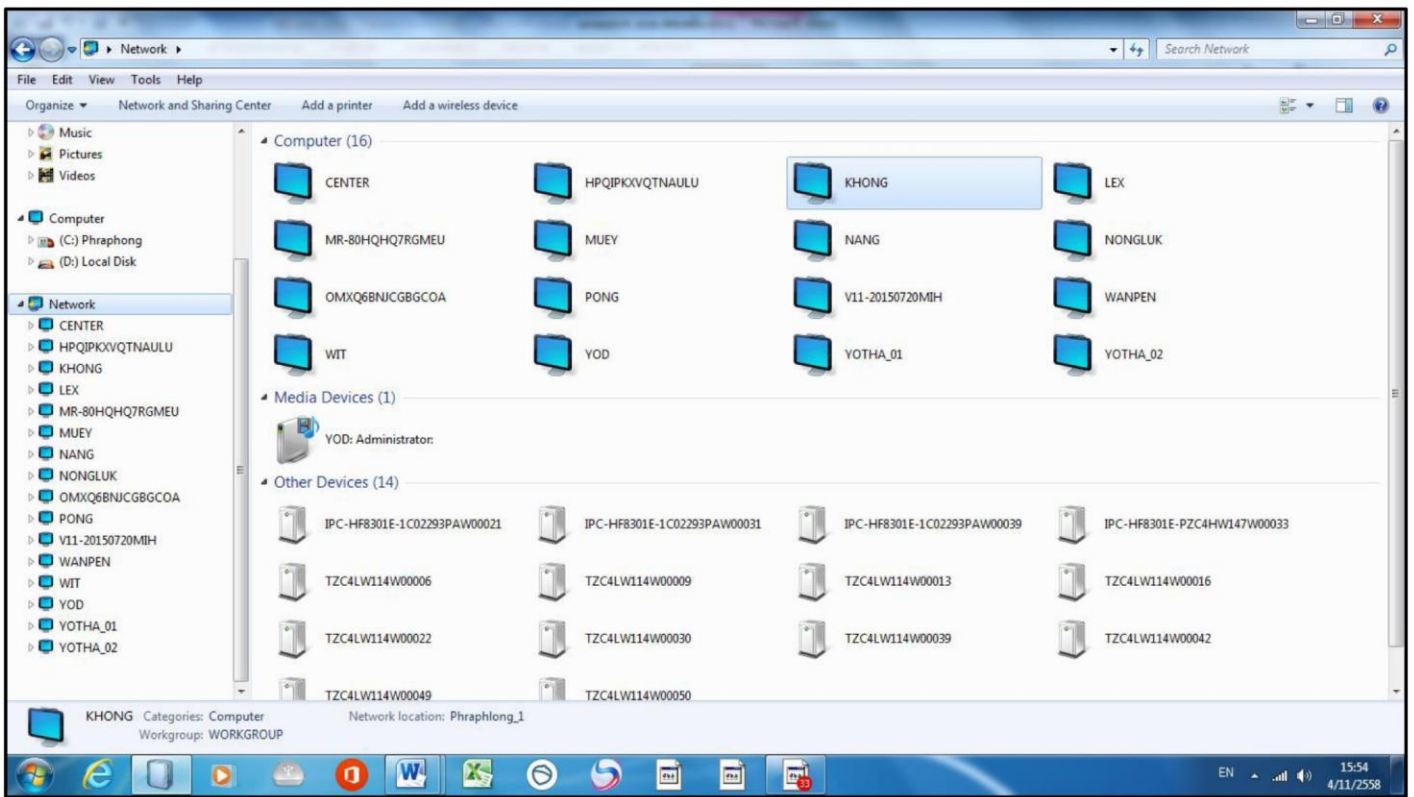 Network
Search Network
File Edit View Tools Help
Organize Network and Sharing Center Add a printer Add a wireless device
Music
Pictures
Videos
Computer
(C:) Phraphong
(D:) Local Disk
Network
CENTER
HPQIPKXVQTNAULU
KHONG
LEX
MR-80HQHQ7RGMEU
MUEY
NANG
NONGLUK
OMXQ6BNJCGBGCOA
PONG
V11-20150720MIH
WANPEN
WIT
YOD
YOTHA_01
YOTHA_02
Computer (16)
CENTER HPQIPKXVQTNAULU KHONG LEX
MR-80HQHQ7RGMEU MUEY NANG NONGLUK
OMXQ6BNJCGBGCOA PONG V11-20150720MIH WANPEN
WIT YOD YOTHA_01 YOTHA_02
Media Devices (1)
YOD: Administrator:
Other Devices (14)
IPC-HF8301E-1C02293PAW00021 IPC-HF8301E-1C02293PAW00031 IPC-HF8301E-1C02293PAW00039 IPC-HF8301E-PZC4HW147W00033
TZC4LW114W00006 TZC4LW114W00009 TZC4LW114W00013 TZC4LW114W00016
TZC4LW114W00022 TZC4LW114W00030 TZC4LW114W00039 TZC4LW114W00042
TZC4LW114W00049 TZC4LW114W00050
KHONG Categories: Computer Network location: Phraphlong_1
Workgroup: WORKGROUP
33
EN 15:54
4/11/2558